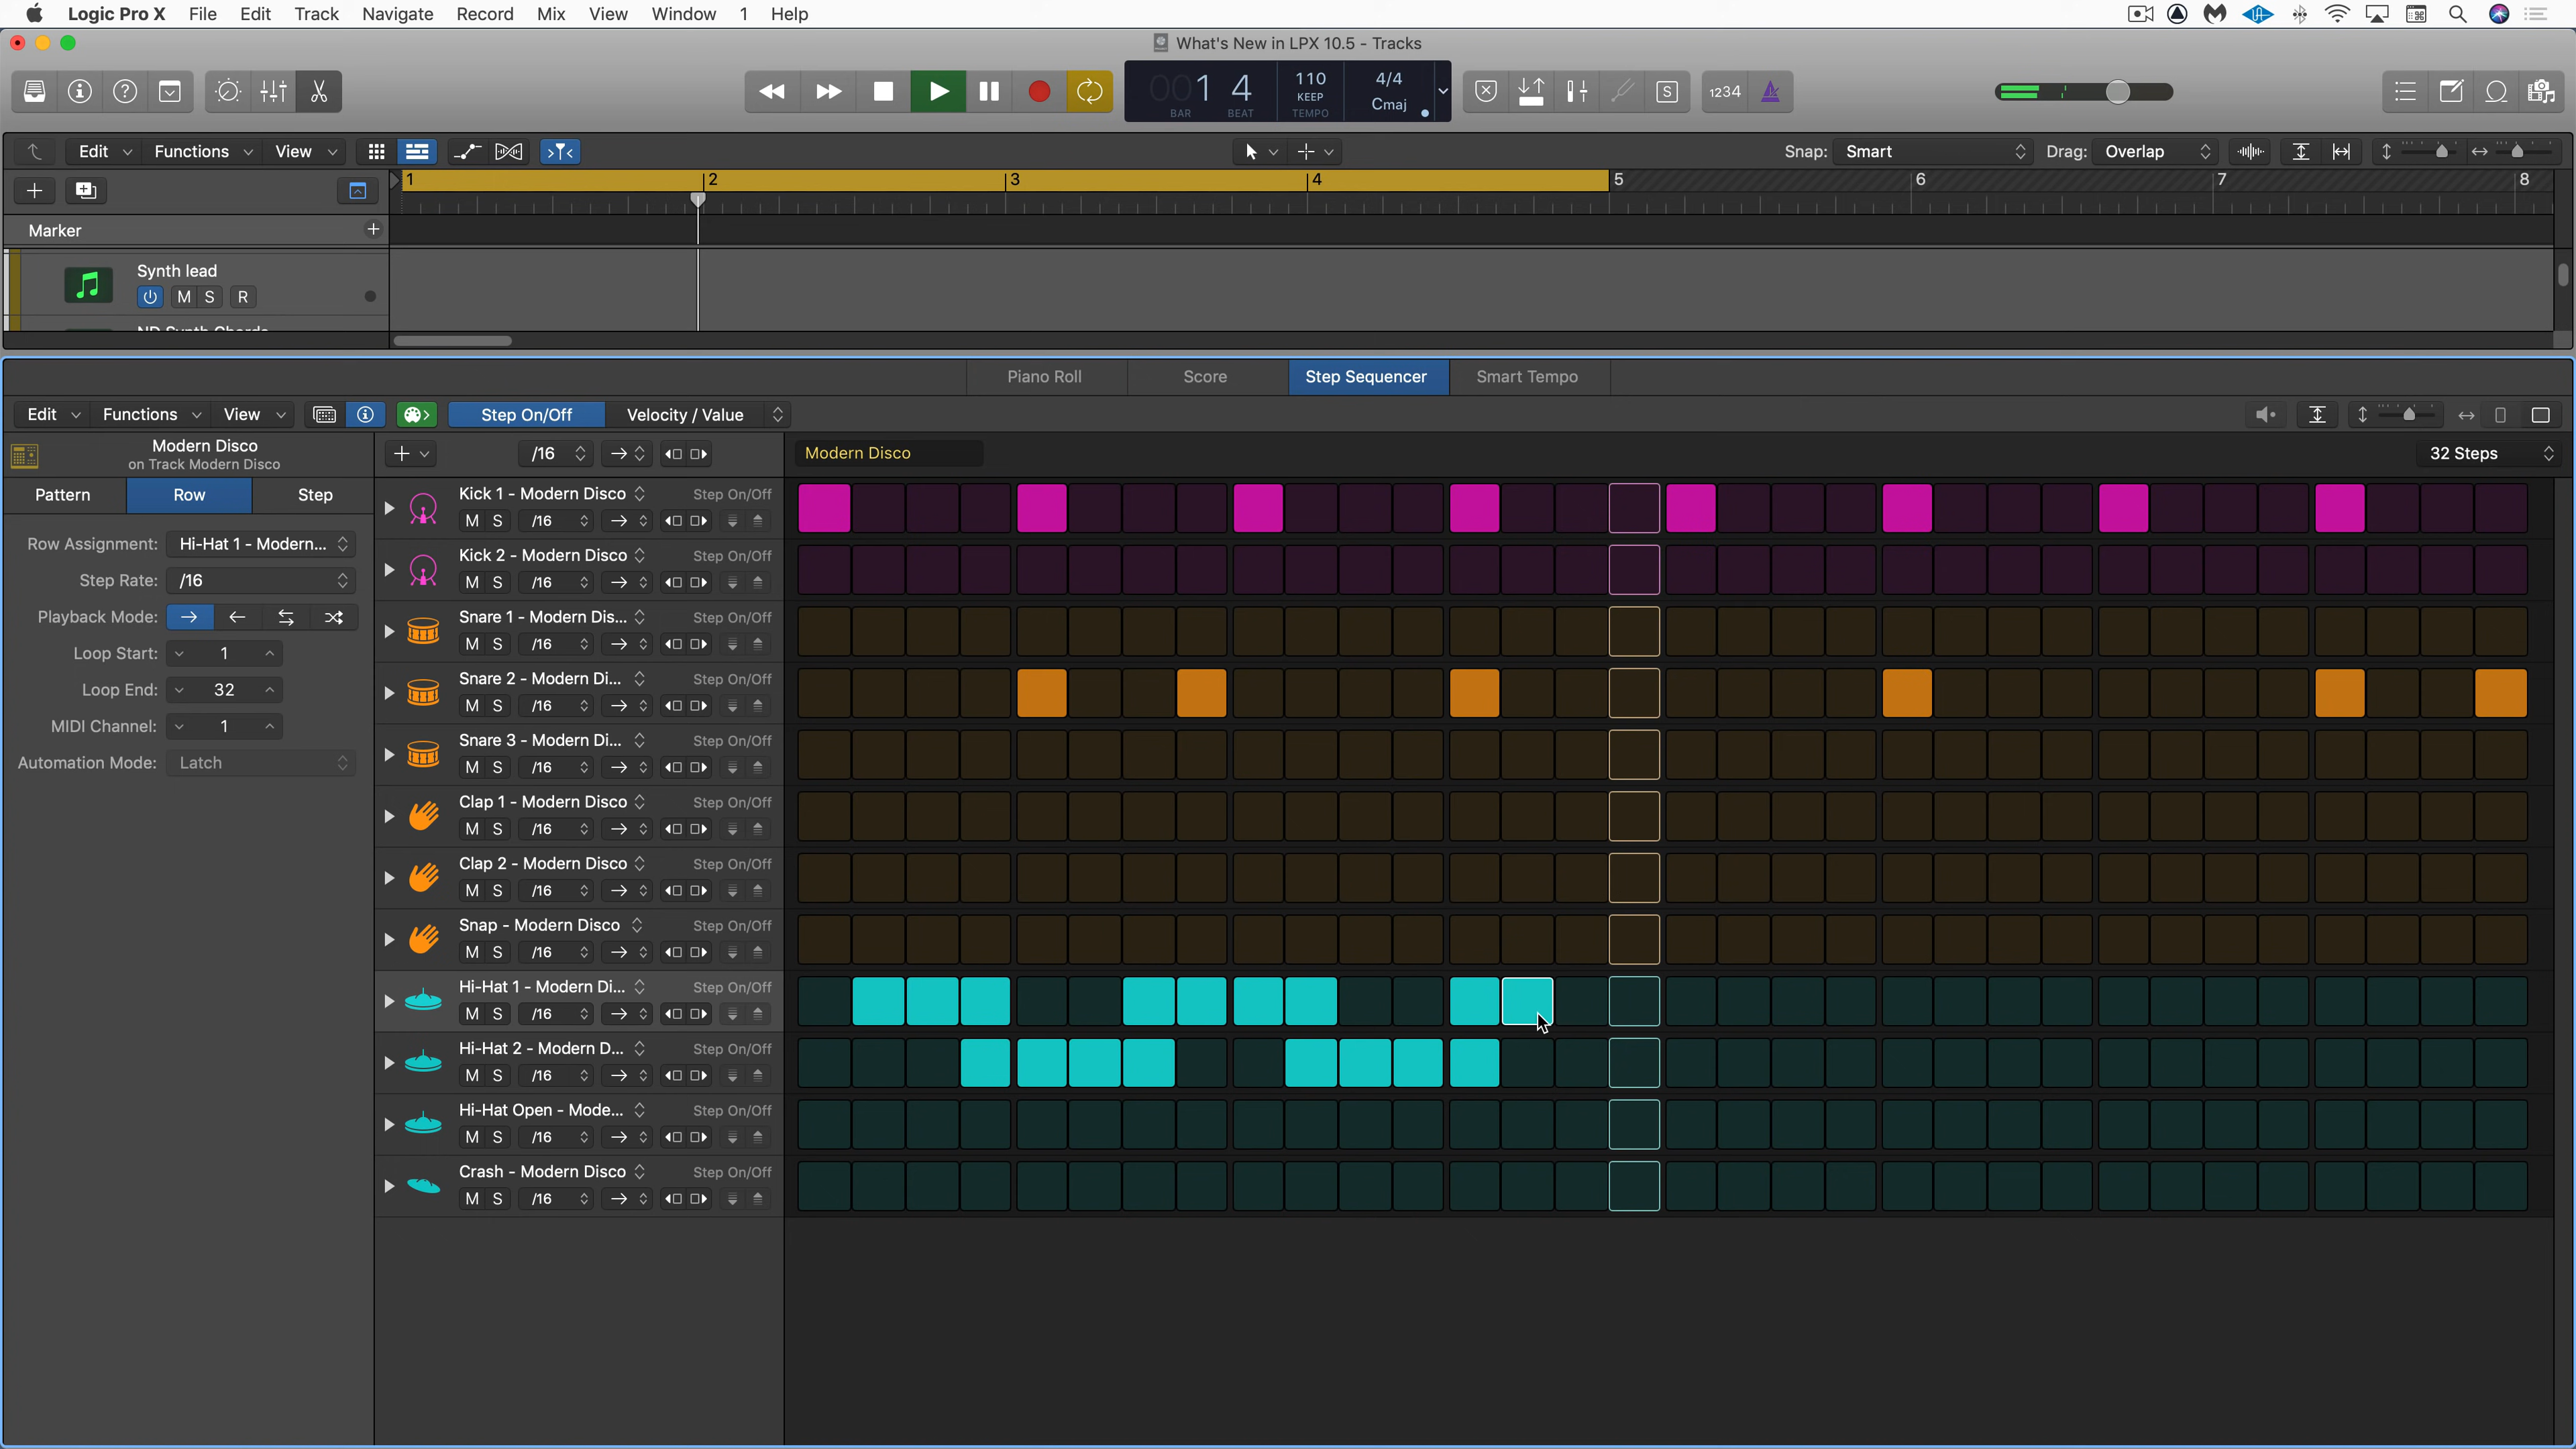 Logic Pro X File Edit Track Navigate Record Mix View Window 1 Help
What's New in LPX 10.5 - Tracks
001 4 110 4/4
KEEP Cmaj
BAR BEAT TEMPO
S 1234
Edit Functions View Snap: Smart Drag: Overlap
1 2 3 4 5 6 7 8
Marker
Synth lead
M S R
Piano Roll Score Step Sequencer Smart Tempo
Edit Functions View Step On/Off Velocity / Value
Modern Disco
on Track Modern Disco
/16
Modern Disco
32 Steps
Pattern Row Step
Row Assignment: Hi-Hat 1 - Modern...
Step Rate: /16
Playback Mode:
Loop Start: 1
Loop End: 32
MIDI Channel: 1
Automation Mode: Latch
Kick 1 - Modern Disco Step On/Off
M S /16
Kick 2 - Modern Disco Step On/Off
M S /16
Snare 1 - Modern Dis... Step On/Off
M S /16
Snare 2 - Modern Di... Step On/Off
M S /16
Snare 3 - Modern Di... Step On/Off
M S /16
Clap 1 - Modern Disco Step On/Off
M S /16
Clap 2 - Modern Disco Step On/Off
M S /16
Snap - Modern Disco Step On/Off
M S /16
Hi-Hat 1 - Modern Di... Step On/Off
M S /16
Hi-Hat 2 - Modern D... Step On/Off
M S /16
Hi-Hat Open - Mode... Step On/Off
M S /16
Crash - Modern Disco Step On/Off
M S /16